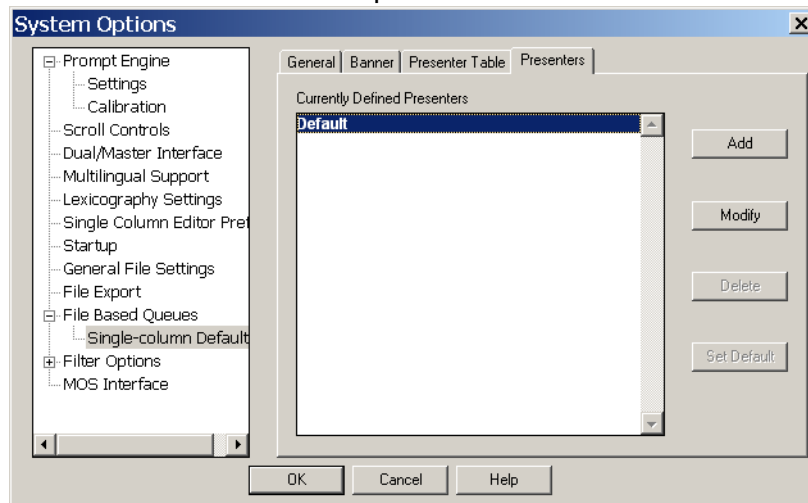 System Options
Prompt Engine
Settings
Calibration
Scroll Controls
Dual/Master Interface
Multilingual Support
Lexicography Settings
Single Column Editor Pref
Startup
General File Settings
File Export
File Based Queues
Single-column Default
Filter Options
MOS Interface
General Banner Presenter Table Presenters
Currently Defined Presenters
Default
Add
Modify
Delete
Set Default
OK Cancel Help